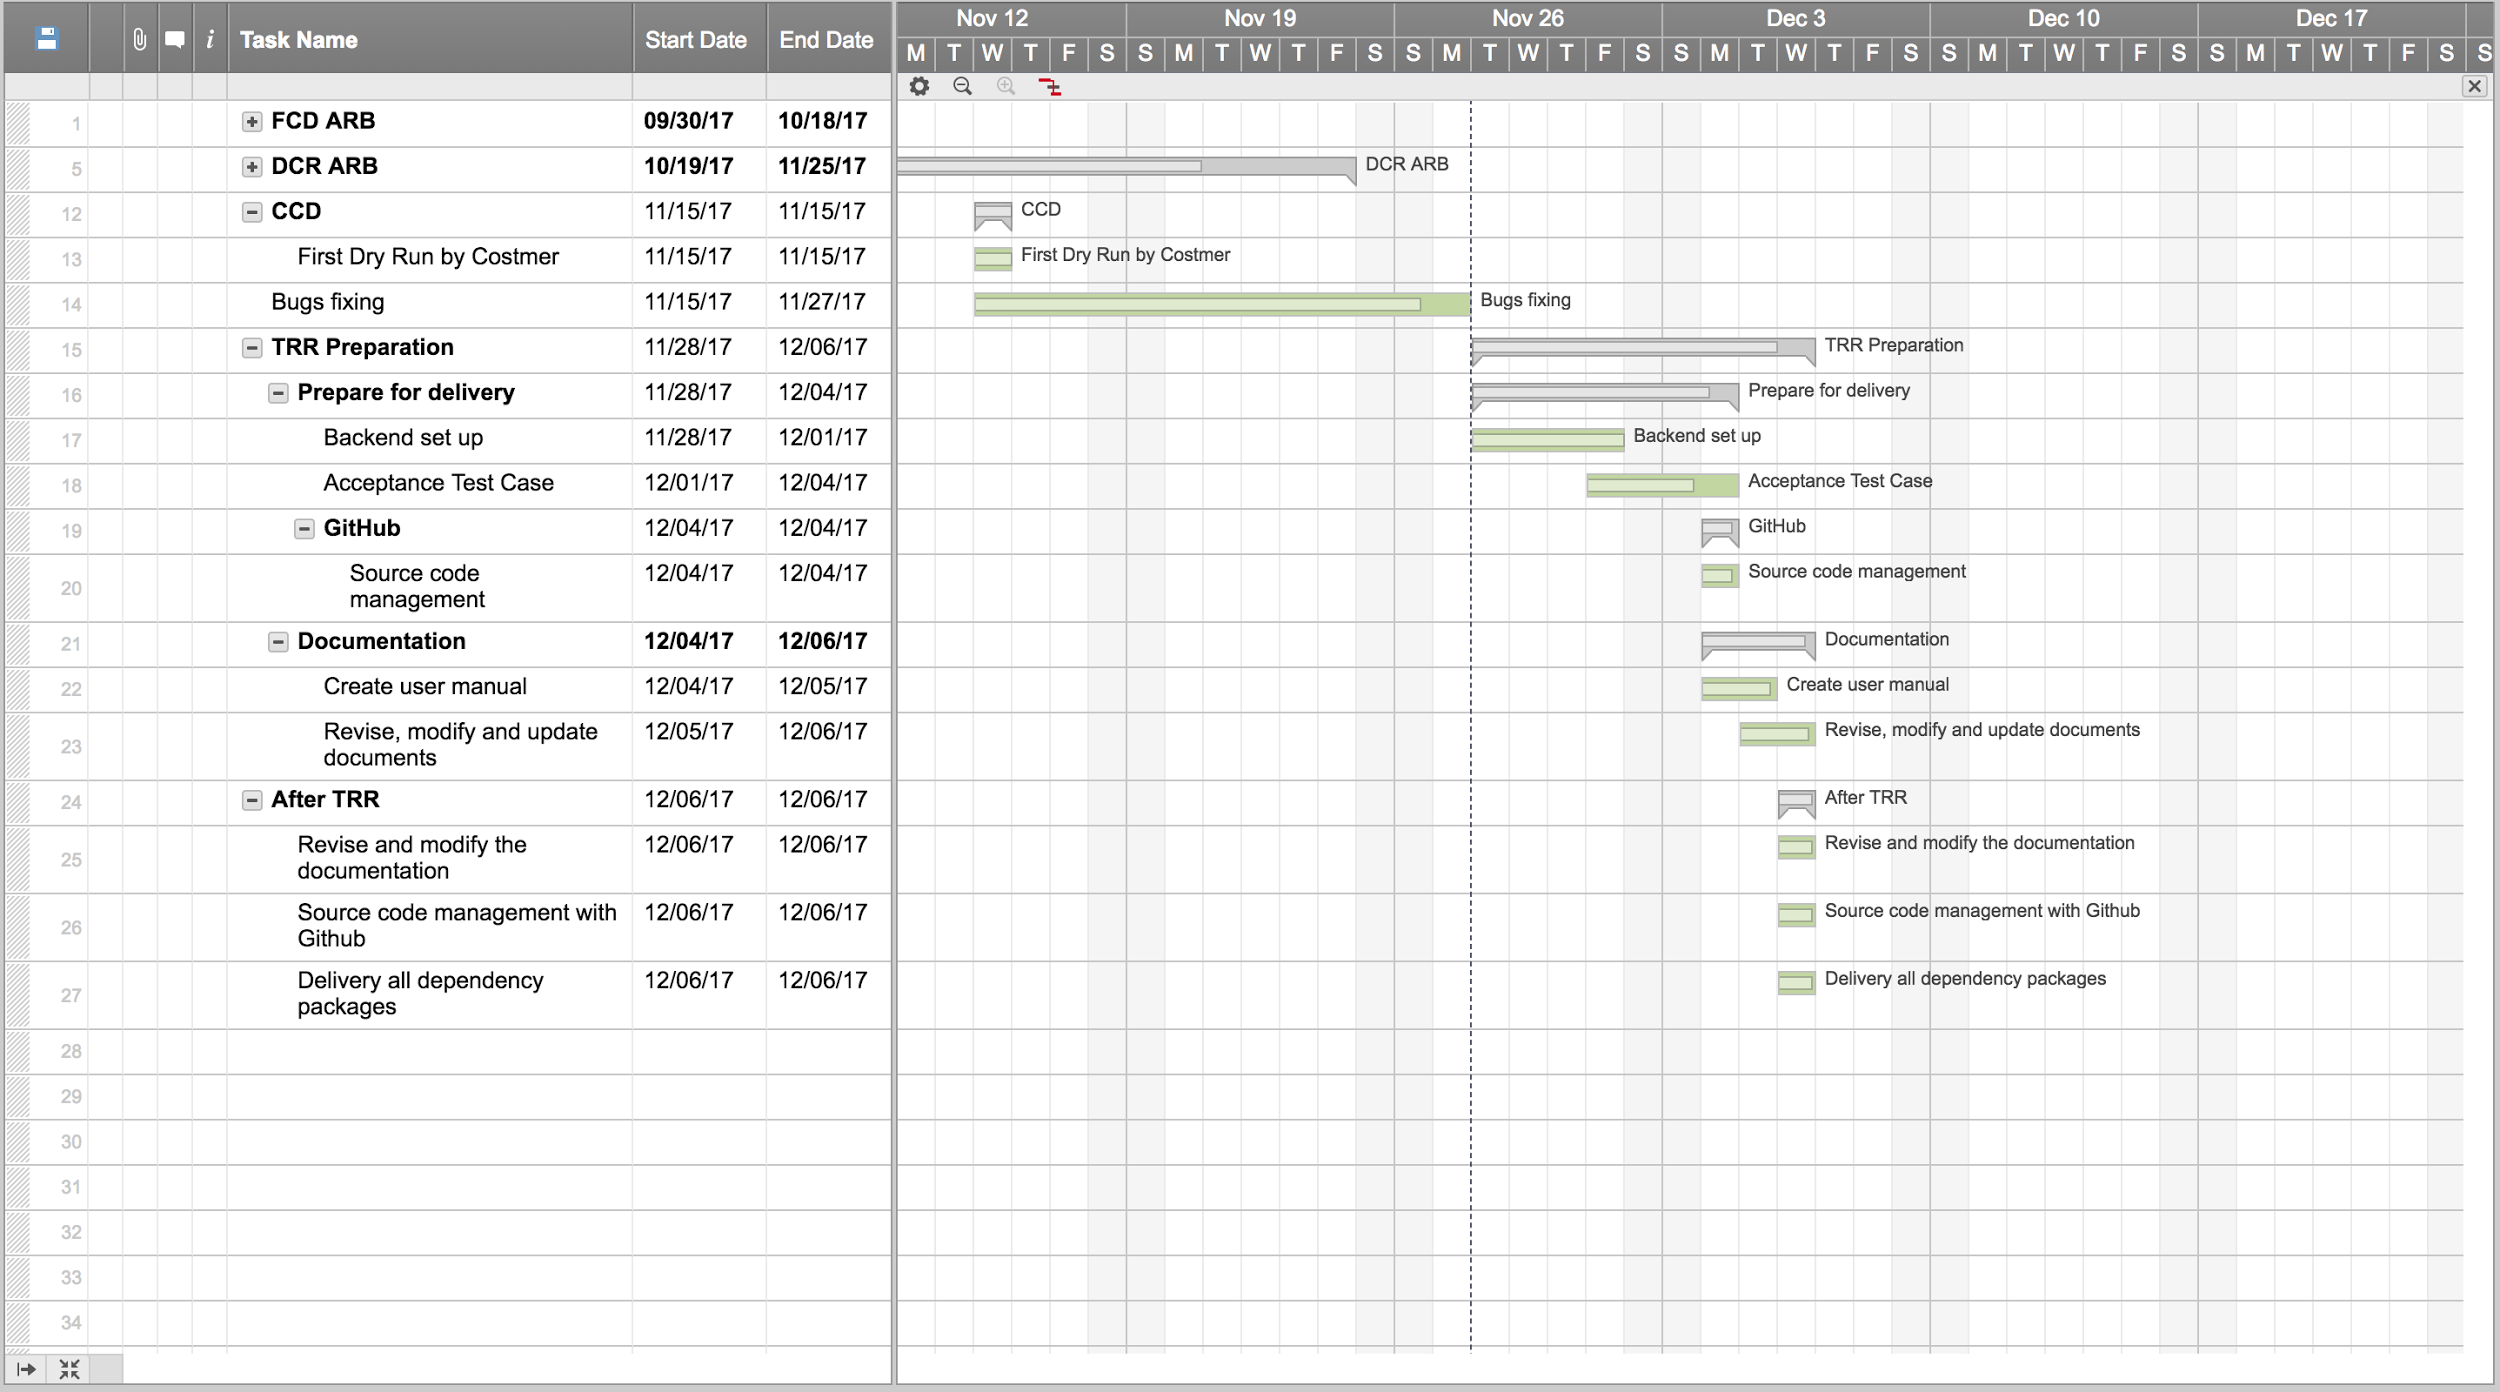 Nov 12 Nov 19 Nov 26 Dec 3 Dec 10 Dec 17
i Task Name Start Date End Date M T W T F S S M T W T F S S M T W T F S S M T W T F S S M T W T F S S M T W T F S S
1 FCD ARB 09/30/17 10/18/17
5 DCR ARB 10/19/17 11/25/17 DCR ARB
12 CCD 11/15/17 11/15/17 CCD
13 First Dry Run by Costmer 11/15/17 11/15/17 First Dry Run by Costmer
14 Bugs fixing 11/15/17 11/27/17 Bugs fixing
15 TRR Preparation 11/28/17 12/06/17 TRR Preparation
16 Prepare for delivery 11/28/17 12/04/17 Prepare for delivery
17 Backend set up 11/28/17 12/01/17 Backend set up
18 Acceptance Test Case 12/01/17 12/04/17 Acceptance Test Case
19 GitHub 12/04/17 12/04/17 GitHub
20 Source code 12/04/17 12/04/17 Source code management
management
21 Documentation 12/04/17 12/06/17 Documentation
22 Create user manual 12/04/17 12/05/17 Create user manual
23 Revise, modify and update 12/05/17 12/06/17 Revise, modify and update documents
documents
24 After TRR 12/06/17 12/06/17 After TRR
25 Revise and modify the 12/06/17 12/06/17 Revise and modify the documentation
documentation
26 Source code management with 12/06/17 12/06/17 Source code management with Github
Github
27 Delivery all dependency 12/06/17 12/06/17 Delivery all dependency packages
packages
28
29
30
31
32
33
34